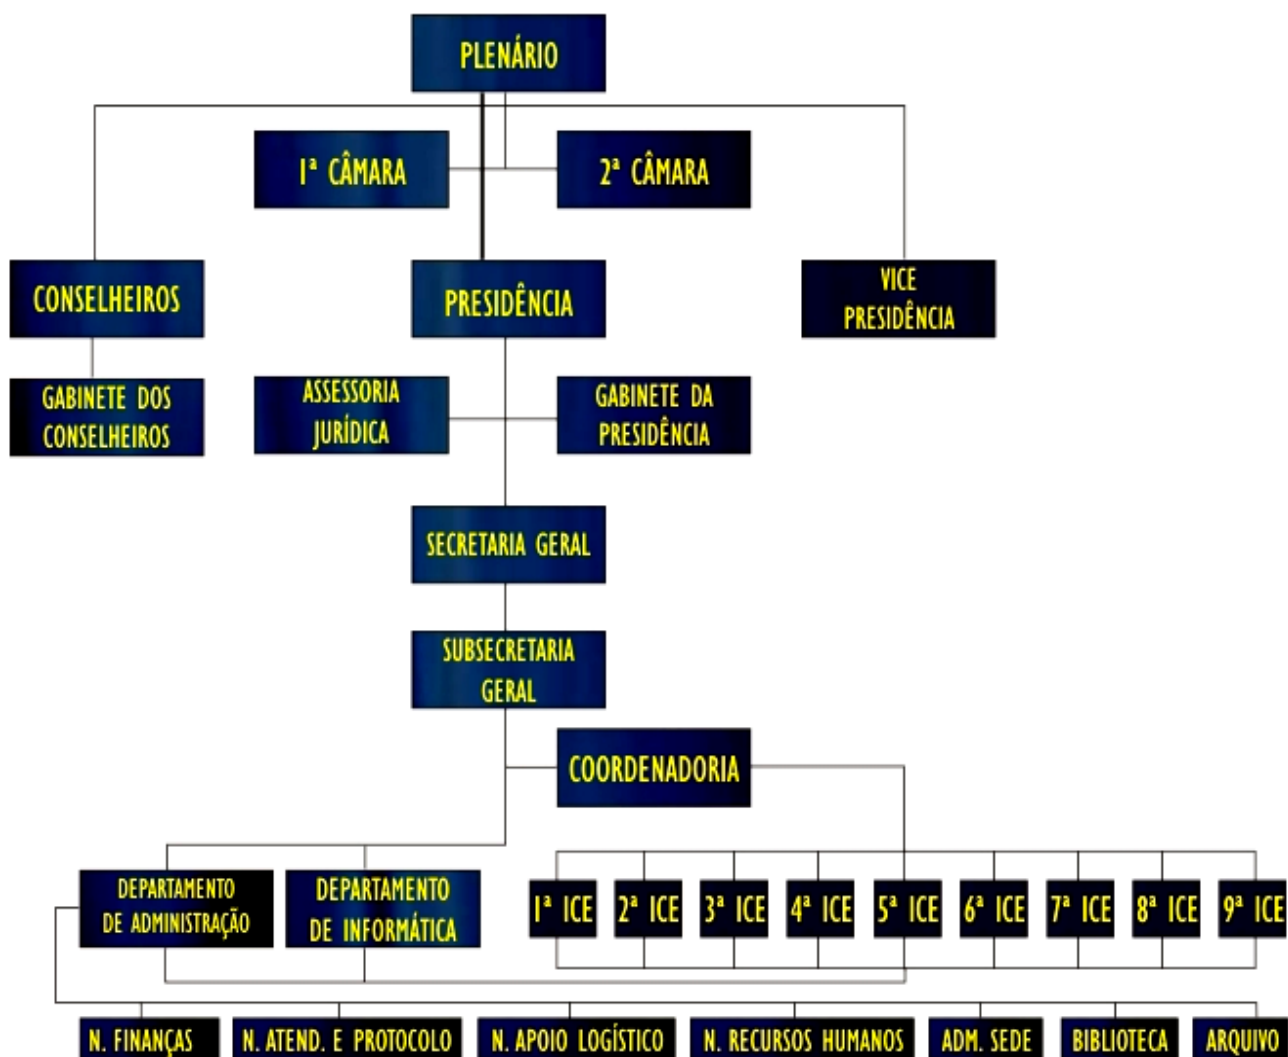 PLENÁRIO
1ª CÂMARA
2ª CÂMARA
CONSELHEIROS
PRESIDÊNCIA
VICE
PRESIDÊNCIA
GABINETE DOS
CONSELHEIROS
ASSESSORIA
JURÍDICA
GABINETE DA
PRESIDÊNCIA
SECRETARIA GERAL
SUBSECRETARIA
GERAL
COORDENADORIA
DEPARTAMENTO
DE ADMINISTRAÇÃO
DEPARTAMENTO
DE INFORMÁTICA
1ª ICE
2ª ICE
3ª ICE
4ª ICE
5ª ICE
6ª ICE
7ª ICE
8ª ICE
9ª ICE
N. FINANÇAS
N. ATEND. E PROTOCOLO
N. APOIO LOGÍSTICO
N. RECURSOS HUMANOS
ADM. SEDE
BIBLIOTECA
ARQUIVO